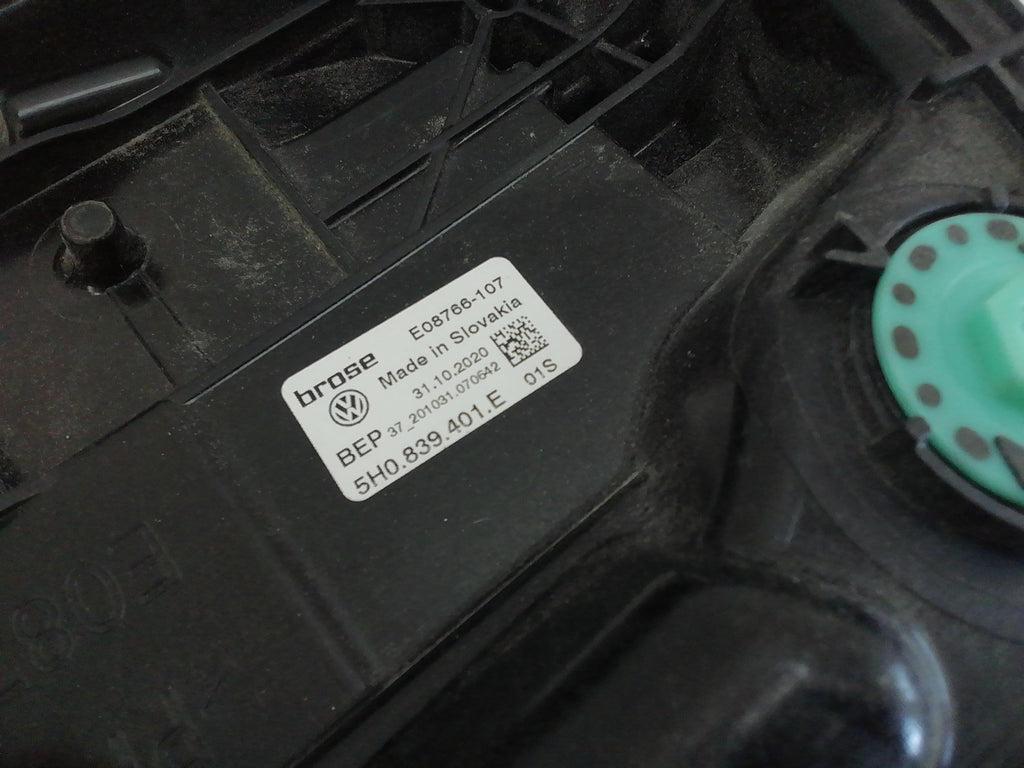 brose E08766-107
Made in Slovakia
31.10.2020
BEP 37_201031.070642
5H0.839.401.E 01S